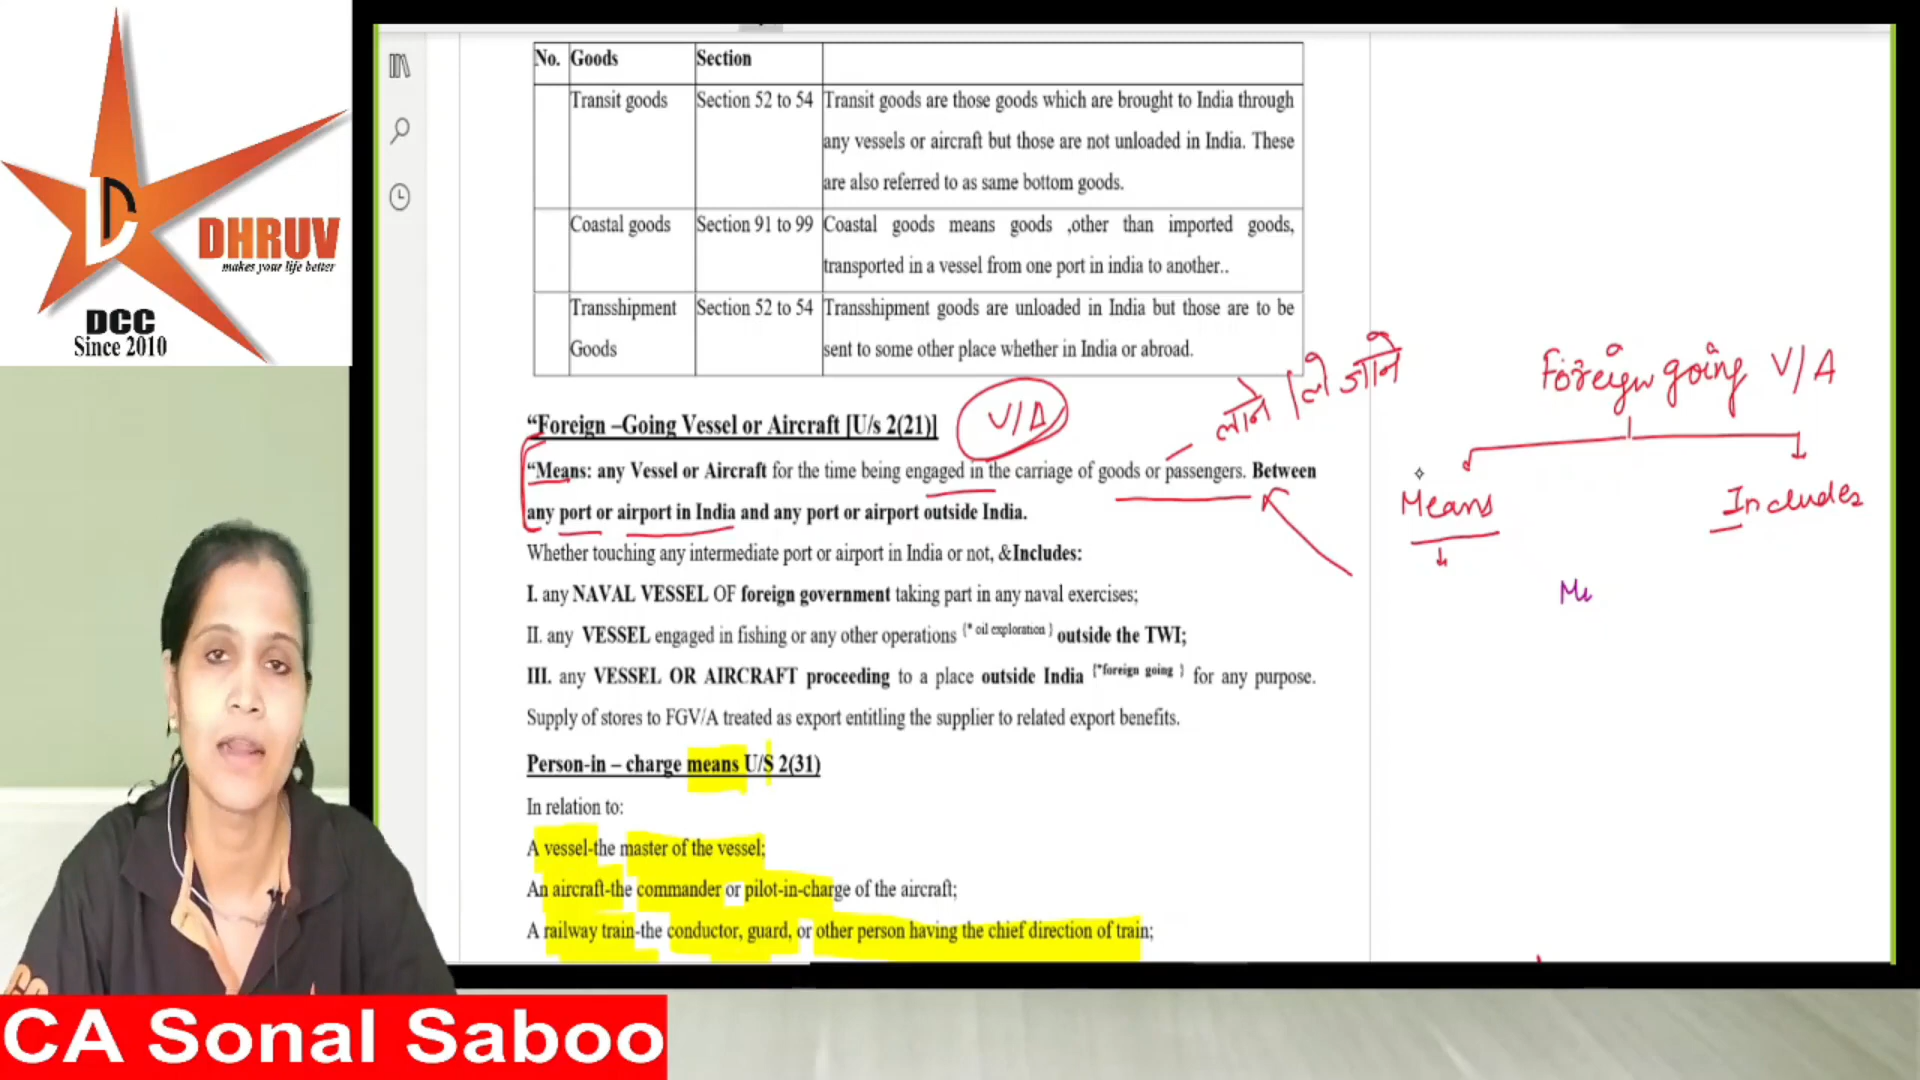 No. Goods Section
Transit goods Section 52 to 54 Transit goods are those goods which are brought to India through
any vessels or aircraft but those are not unloaded in India. These
are also referred to as same bottom goods.
Coastal goods Section 91 to 99 Coastal goods means goods ,other than imported goods,
transported in a vessel from one port in india to another..
Transshipment Section 52 to 54 Transshipment goods are unloaded in India but those are to be
Goods sent to some other place whether in India or abroad.
“Foreign –Going Vessel or Aircraft [U/s 2(21)]
V/A
लाने / ले जाने
“Means: any Vessel or Aircraft for the time being engaged in the carriage of goods or passengers. Between
any port or airport in India and any port or airport outside India.
Whether touching any intermediate port or airport in India or not, &Includes:
I. any NAVAL VESSEL OF foreign government taking part in any naval exercises;
II. any VESSEL engaged in fishing or any other operations {* oil exploration } outside the TWI;
III. any VESSEL OR AIRCRAFT proceeding to a place outside India {*foreign going } for any purpose.
Supply of stores to FGV/A treated as export entitling the supplier to related export benefits.
Person-in – charge means U/S 2(31)
In relation to:
A vessel-the master of the vessel;
An aircraft-the commander or pilot-in-charge of the aircraft;
A railway train-the conductor, guard, or other person having the chief direction of train;
Foreign going V/A
Means
Includes
Me
DC
DHRUV
makes your life better
DCC
Since 2010
CA Sonal Saboo